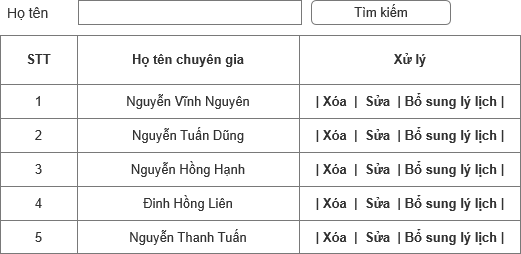 Họ tên Tìm kiếm
STT Họ tên chuyên gia Xử lý
1 Nguyễn Vĩnh Nguyên | Xóa | Sửa | Bổ sung lý lịch |
2 Nguyễn Tuấn Dũng | Xóa | Sửa | Bổ sung lý lịch |
3 Nguyễn Hồng Hạnh | Xóa | Sửa | Bổ sung lý lịch |
4 Đinh Hồng Liên | Xóa | Sửa | Bổ sung lý lịch |
5 Nguyễn Thanh Tuấn | Xóa | Sửa | Bổ sung lý lịch |